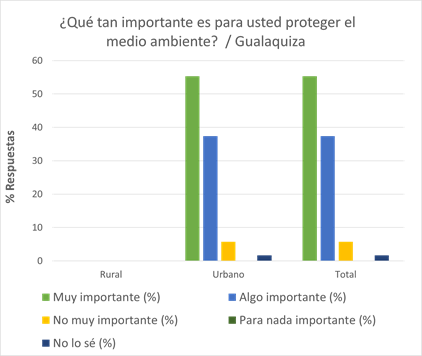 ¿Qué tan importante es para usted proteger el
medio ambiente?  / Gualaquiza
% Respuestas
60
50
40
30
20
10
0
Rural
Urbano
Total
Muy importante (%)
Algo importante (%)
No muy importante (%)
Para nada importante (%)
No lo sé (%)